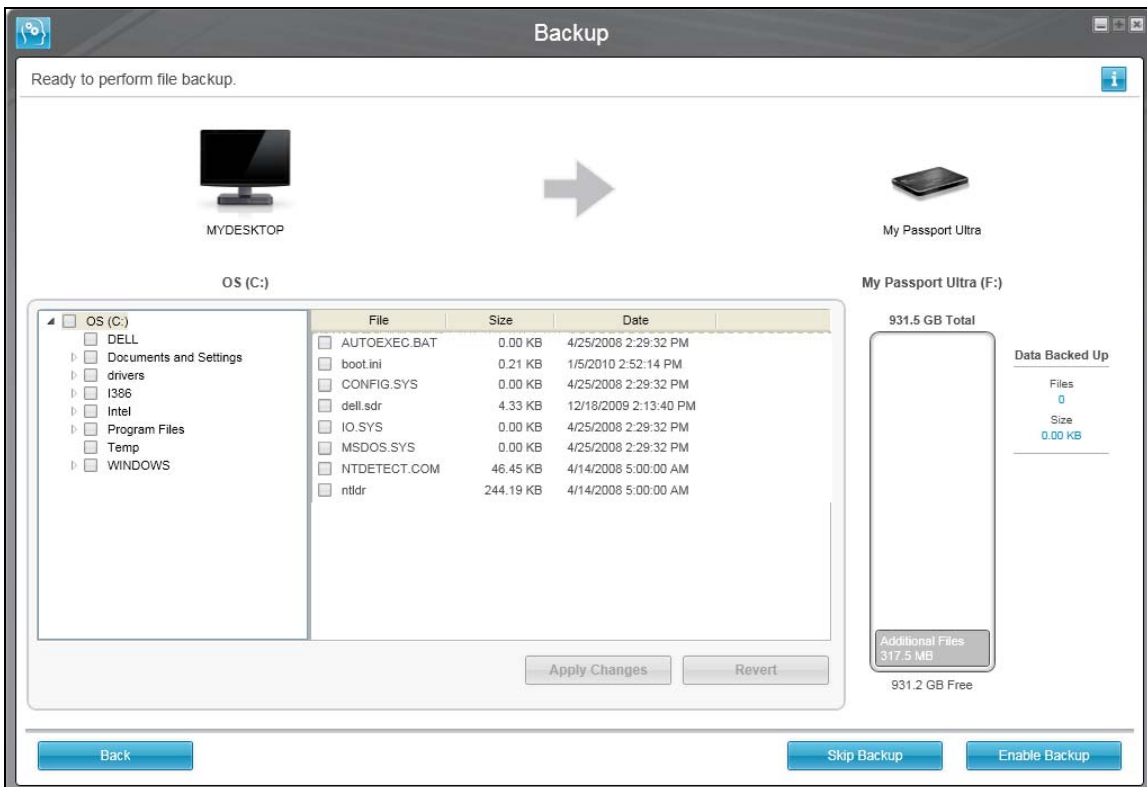 Backup
Ready to perform file backup.
i
MYDESKTOP
My Passport Ultra
OS (C:)
My Passport Ultra (F:)
OS (C:)
DELL
Documents and Settings
drivers
I386
Intel
Program Files
Temp
WINDOWS
File Size Date
AUTOEXEC.BAT 0.00 KB 4/25/2008 2:29:32 PM
boot.ini 0.21 KB 1/5/2010 2:52:14 PM
CONFIG.SYS 0.00 KB 4/25/2008 2:29:32 PM
dell.sdr 4.33 KB 12/18/2009 2:13:40 PM
IO.SYS 0.00 KB 4/25/2008 2:29:32 PM
MSDOS.SYS 0.00 KB 4/25/2008 2:29:32 PM
NTDETECT.COM 46.45 KB 4/14/2008 5:00:00 AM
ntldr 244.19 KB 4/14/2008 5:00:00 AM
Apply Changes Revert
931.5 GB Total
Additional Files
317.5 MB
931.2 GB Free
Data Backed Up
Files
0
Size
0.00 KB
Back Skip Backup Enable Backup